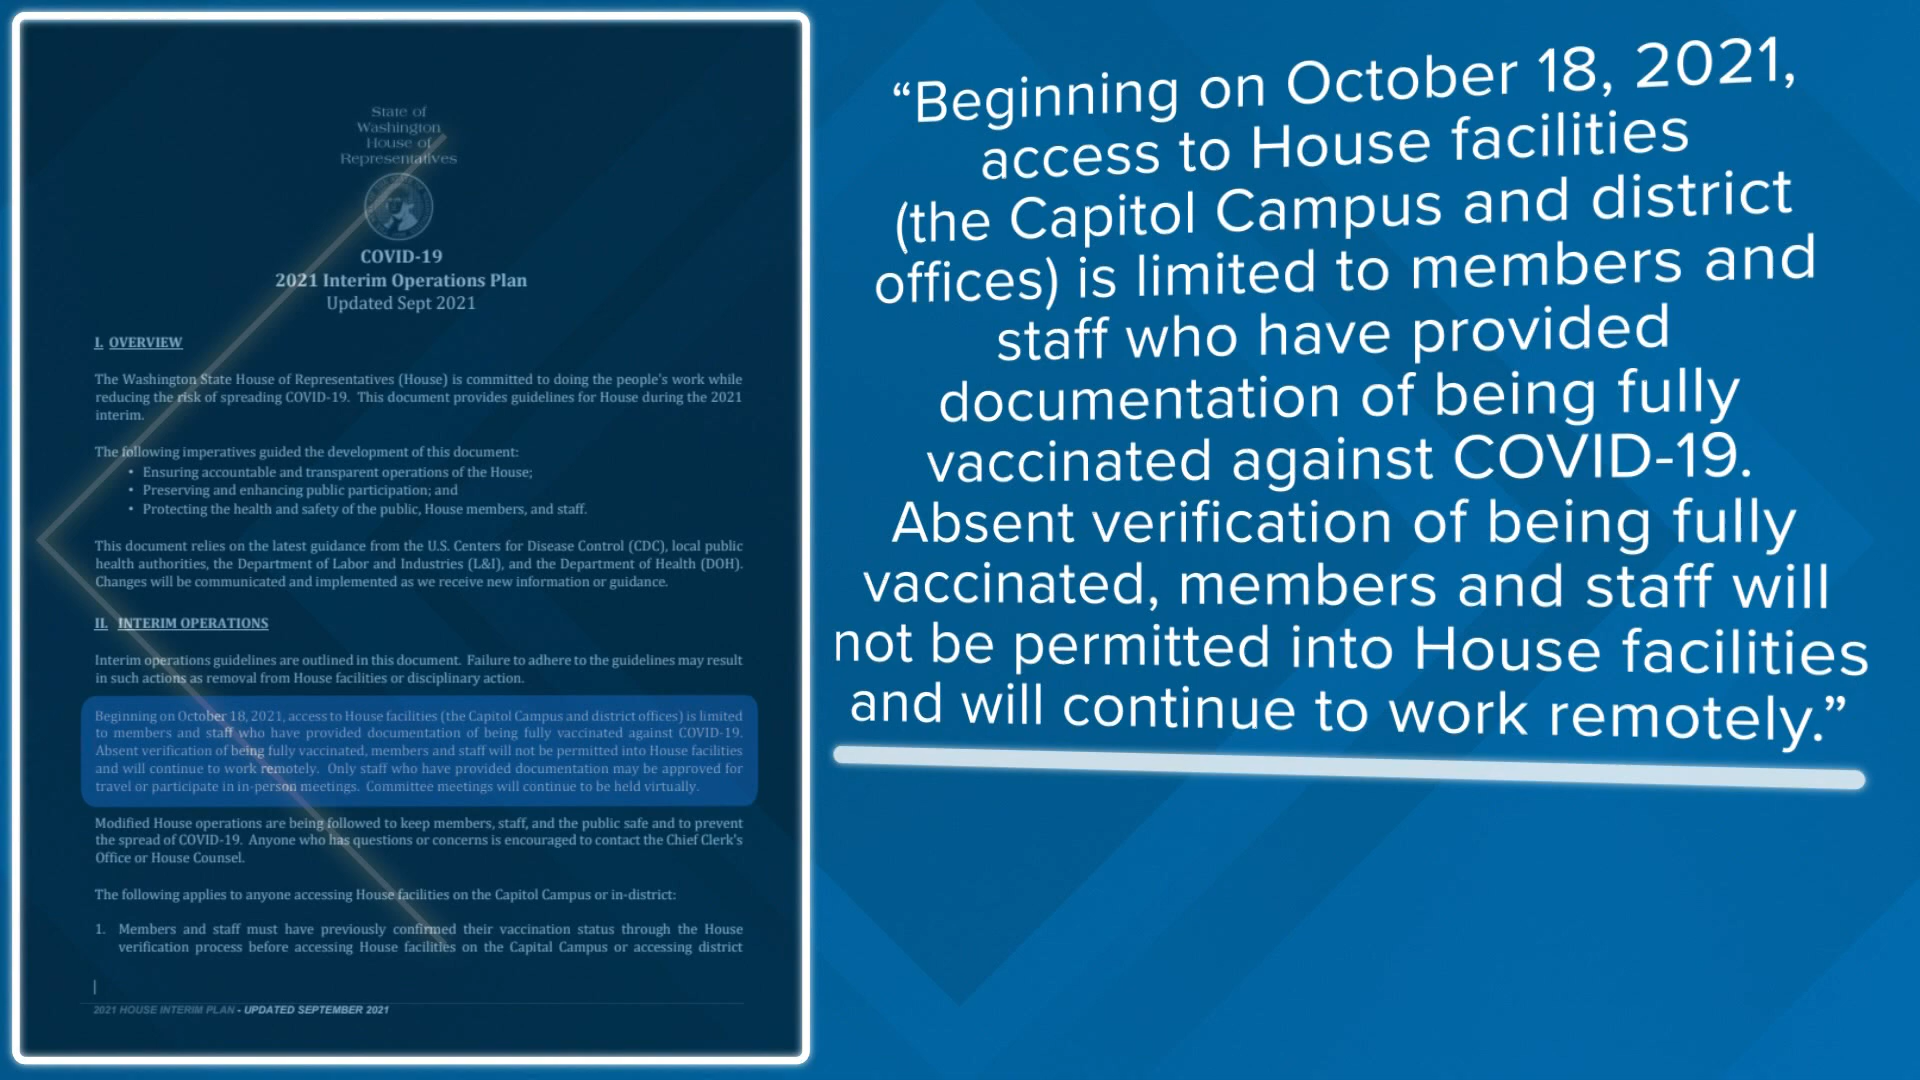 State of
Washington
House of
Representatives
COVID-19
2021 Interim Operations Plan
Updated Sept 2021
I. OVERVIEW
The Washington State House of Representatives (House) is committed to doing the people's work while
reducing the risk of spreading COVID-19. This document provides guidelines for House during the 2021
interim.
The following imperatives guided the development of this document:
• Ensuring accountable and transparent operations of the House;
• Preserving and enhancing public participation; and
• Protecting the health and safety of the public, House members, and staff.
This document relies on the latest guidance from the U.S. Centers for Disease Control (CDC), local public
health authorities, the Department of Labor and Industries (L&I), and the Department of Health (DOH).
Changes will be communicated and implemented as we receive new information or guidance.
II. INTERIM OPERATIONS
Interim operations guidelines are outlined in this document. Failure to adhere to the guidelines may result
in such actions as removal from House facilities or disciplinary action.
Beginning on October 18, 2021, access to House facilities (the Capitol Campus and district offices) is limited
to members and staff who have provided documentation of being fully vaccinated against COVID-19.
Absent verification of being fully vaccinated, members and staff will not be permitted into House facilities
and will continue to work remotely. Only staff who have provided documentation may be approved for
travel or participate in in-person meetings. Committee meetings will continue to be held virtually.
Modified House operations are being followed to keep members, staff, and the public safe and to prevent
the spread of COVID-19. Anyone who has questions or concerns is encouraged to contact the Chief Clerk's
Office or House Counsel.
The following applies to anyone accessing House facilities on the Capitol Campus or in-district:
1. Members and staff must have previously confirmed their vaccination status through the House
verification process before accessing House facilities on the Capital Campus or accessing district
2021 HOUSE INTERIM PLAN - UPDATED SEPTEMBER 2021
“Beginning on October 18, 2021,
access to House facilities
(the Capitol Campus and district
offices) is limited to members and
staff who have provided
documentation of being fully
vaccinated against COVID-19.
Absent verification of being fully
vaccinated, members and staff will
not be permitted into House facilities
and will continue to work remotely.”